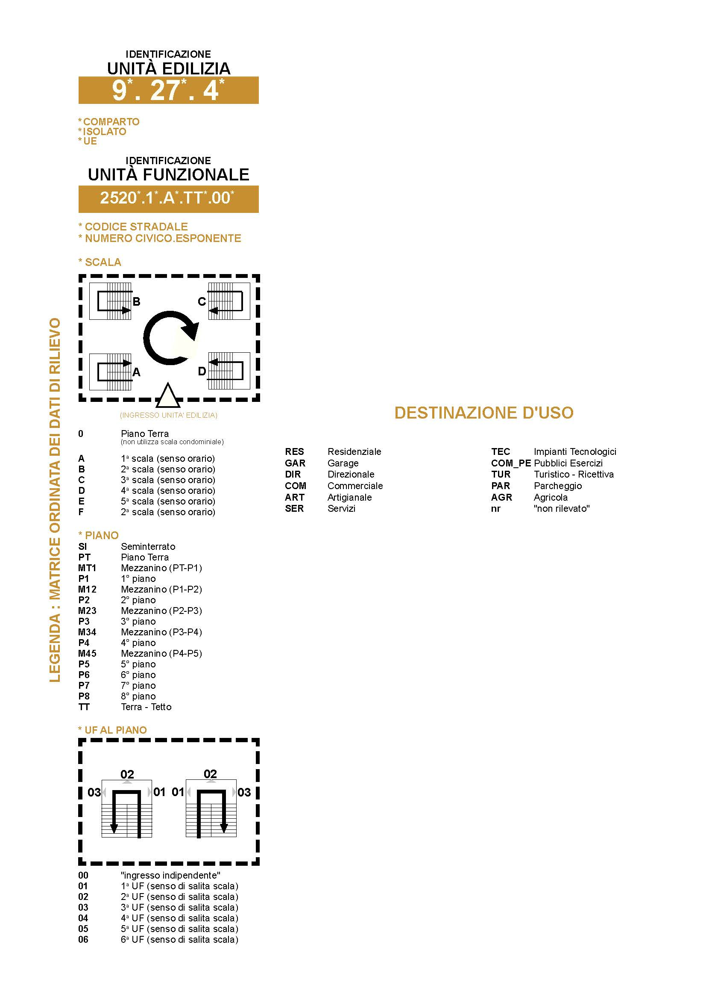 IDENTIFICAZIONE
UNITÀ EDILIZIA
9*. 27*. 4*
* COMPARTO
* ISOLATO
* UE
IDENTIFICAZIONE
UNITÀ FUNZIONALE
2520*.1*.A*.TT*.00*
* CODICE STRADALE
* NUMERO CIVICO.ESPONENTE
* SCALA
B C
A D
(INGRESSO UNITA' EDILIZIA)
0 Piano Terra
(non utilizza scala condominiale)
A 1ª scala (senso orario)
B 2ª scala (senso orario)
C 3ª scala (senso orario)
D 4ª scala (senso orario)
E 5ª scala (senso orario)
F 2ª scala (senso orario)
* PIANO
SI Seminterrato
PT Piano Terra
MT1 Mezzanino (PT-P1)
P1 1° piano
M12 Mezzanino (P1-P2)
P2 2° piano
M23 Mezzanino (P2-P3)
P3 3° piano
M34 Mezzanino (P3-P4)
P4 4° piano
M45 Mezzanino (P4-P5)
P5 5° piano
P6 6° piano
P7 7° piano
P8 8° piano
TT Terra - Tetto
* UF AL PIANO
02 02
03 01 01 03
00 "ingresso indipendente"
01 1ª UF (senso di salita scala)
02 2ª UF (senso di salita scala)
03 3ª UF (senso di salita scala)
04 4ª UF (senso di salita scala)
05 5ª UF (senso di salita scala)
06 6ª UF (senso di salita scala)
LEGENDA : MATRICE ORDINATA DEI DATI DI RILIEVO
DESTINAZIONE D'USO
RES Residenziale
GAR Garage
DIR Direzionale
COM Commerciale
ART Artigianale
SER Servizi
TEC Impianti Tecnologici
COM_PE Pubblici Esercizi
TUR Turistico - Ricettiva
PAR Parcheggio
AGR Agricola
nr "non rilevato"